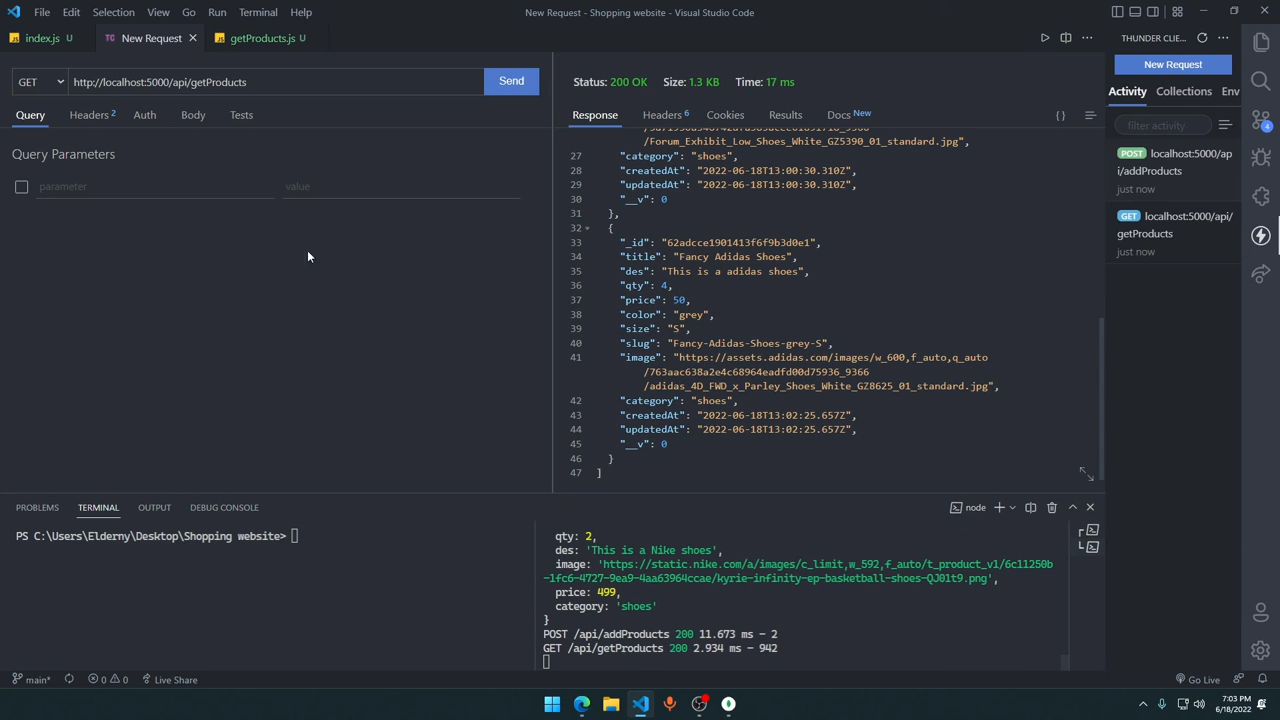 File Edit Selection View Go Run Terminal Help
New Request - Shopping website - Visual Studio Code
index.js U
New Request
getProducts.js U
GET
http://localhost:5000/api/getProducts
Send
Query
Headers 2
Auth
Body
Tests
Query Parameters
parameter
value
Status: 200 OK Size: 1.3 KB Time: 17 ms
Response
Headers 6
Cookies
Results
Docs New
{}
/Forum_Exhibit_Low_Shoes_White_GZ5390_01_standard.jpg",
27 "category": "shoes",
28 "createdAt": "2022-06-18T13:00:30.310Z",
29 "updatedAt": "2022-06-18T13:00:30.310Z",
30 "__v": 0
31 },
32 {
33 "_id": "62adcce1901413f6f9b3d0e1",
34 "title": "Fancy Adidas Shoes",
35 "des": "This is a adidas shoes",
36 "qty": 4,
37 "price": 50,
38 "color": "grey",
39 "size": "S",
40 "slug": "Fancy-Adidas-Shoes-grey-S",
41 "image": "https://assets.adidas.com/images/w_600,f_auto,q_auto
/763aac638a2e4c68964eadfd00d75936_9366
/adidas_4D_FWD_x_Parley_Shoes_White_GZ8625_01_standard.jpg",
42 "category": "shoes",
43 "createdAt": "2022-06-18T13:02:25.657Z",
44 "updatedAt": "2022-06-18T13:02:25.657Z",
45 "__v": 0
46 }
47 ]
THUNDER CLIE...
New Request
Activity Collections Env
filter activity
POST localhost:5000/ap
i/addProducts
just now
GET localhost:5000/api/
getProducts
just now
4
PROBLEMS TERMINAL OUTPUT DEBUG CONSOLE
node
PS C:\Users\Elderny\Desktop\Shopping website>
qty: 2,
des: 'This is a Nike shoes',
image: 'https://static.nike.com/a/images/c_limit,w_592,f_auto/t_product_v1/6c11250b
-1fc6-4727-9ea9-4aa63964ccae/kyrie-infinity-ep-basketball-shoes-QJ01t9.png',
price: 499,
category: 'shoes'
}
POST /api/addProducts 200 11.673 ms - 2
GET /api/getProducts 200 2.934 ms - 942
main* 0 0 Live Share
Go Live
7:03 PM
6/18/2022